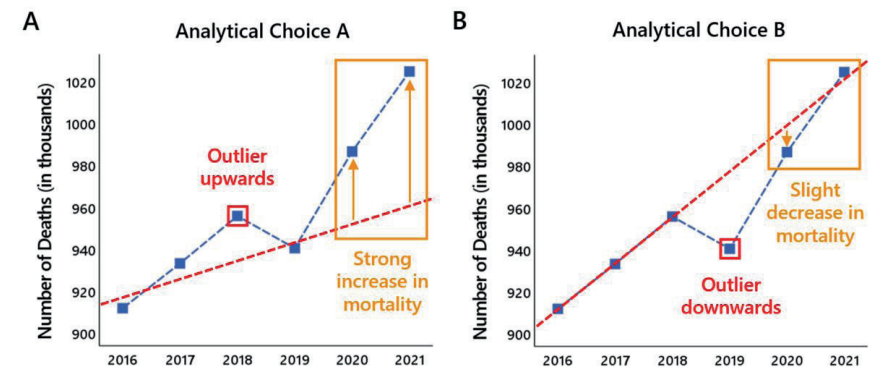 A
Analytical Choice A
Number of Deaths (in thousands)
1020
1000
980
960
940
920
900
Outlier
upwards
Strong
increase in
mortality
2016 2017 2018 2019 2020 2021
B
Analytical Choice B
Number of Deaths (in thousands)
1020
1000
980
960
940
920
900
Slight
decrease in
mortality
Outlier
downwards
2016 2017 2018 2019 2020 2021